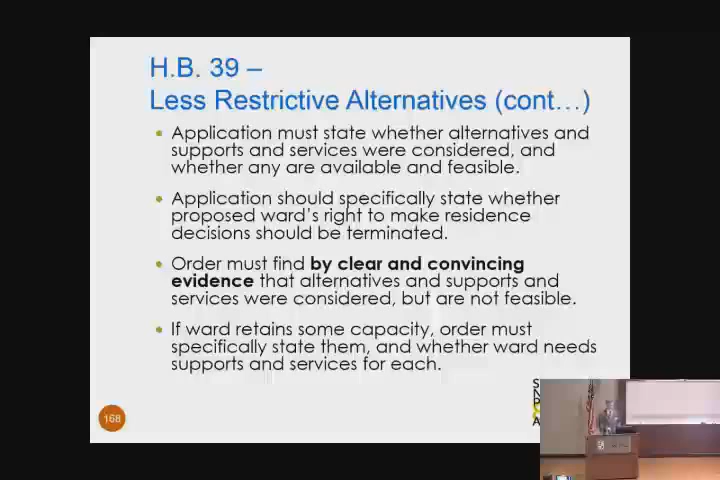 H.B. 39 –
Less Restrictive Alternatives (cont…)
• Application must state whether alternatives and
supports and services were considered, and
whether any are available and feasible.
• Application should specifically state whether
proposed ward's right to make residence
decisions should be terminated.
• Order must find by clear and convincing
evidence that alternatives and supports and
services were considered, but are not feasible.
• If ward retains some capacity, order must
specifically state them, and whether ward needs
supports and services for each.
168
S
N
P
A